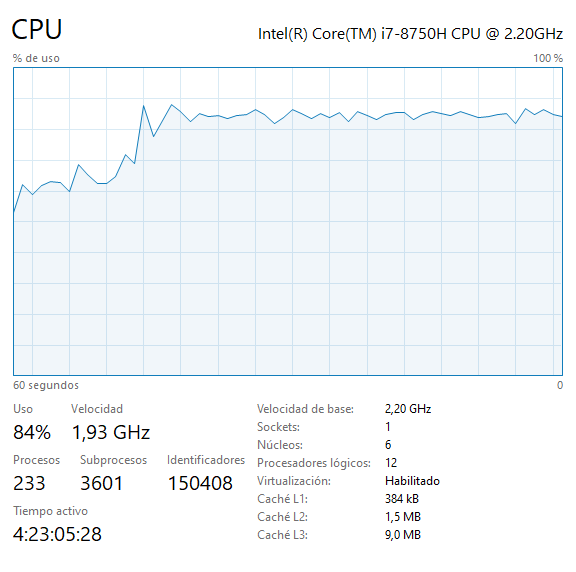 CPU
Intel(R) Core(TM) i7-8750H CPU @ 2.20GHz
% de uso
100 %
60 segundos
0
Uso
Velocidad
84%
1,93 GHz
Procesos
Subprocesos
Identificadores
233
3601
150408
Tiempo activo
4:23:05:28
Velocidad de base:
2,20 GHz
Sockets:
1
Núcleos:
6
Procesadores lógicos:
12
Virtualización:
Habilitado
Caché L1:
384 kB
Caché L2:
1,5 MB
Caché L3:
9,0 MB